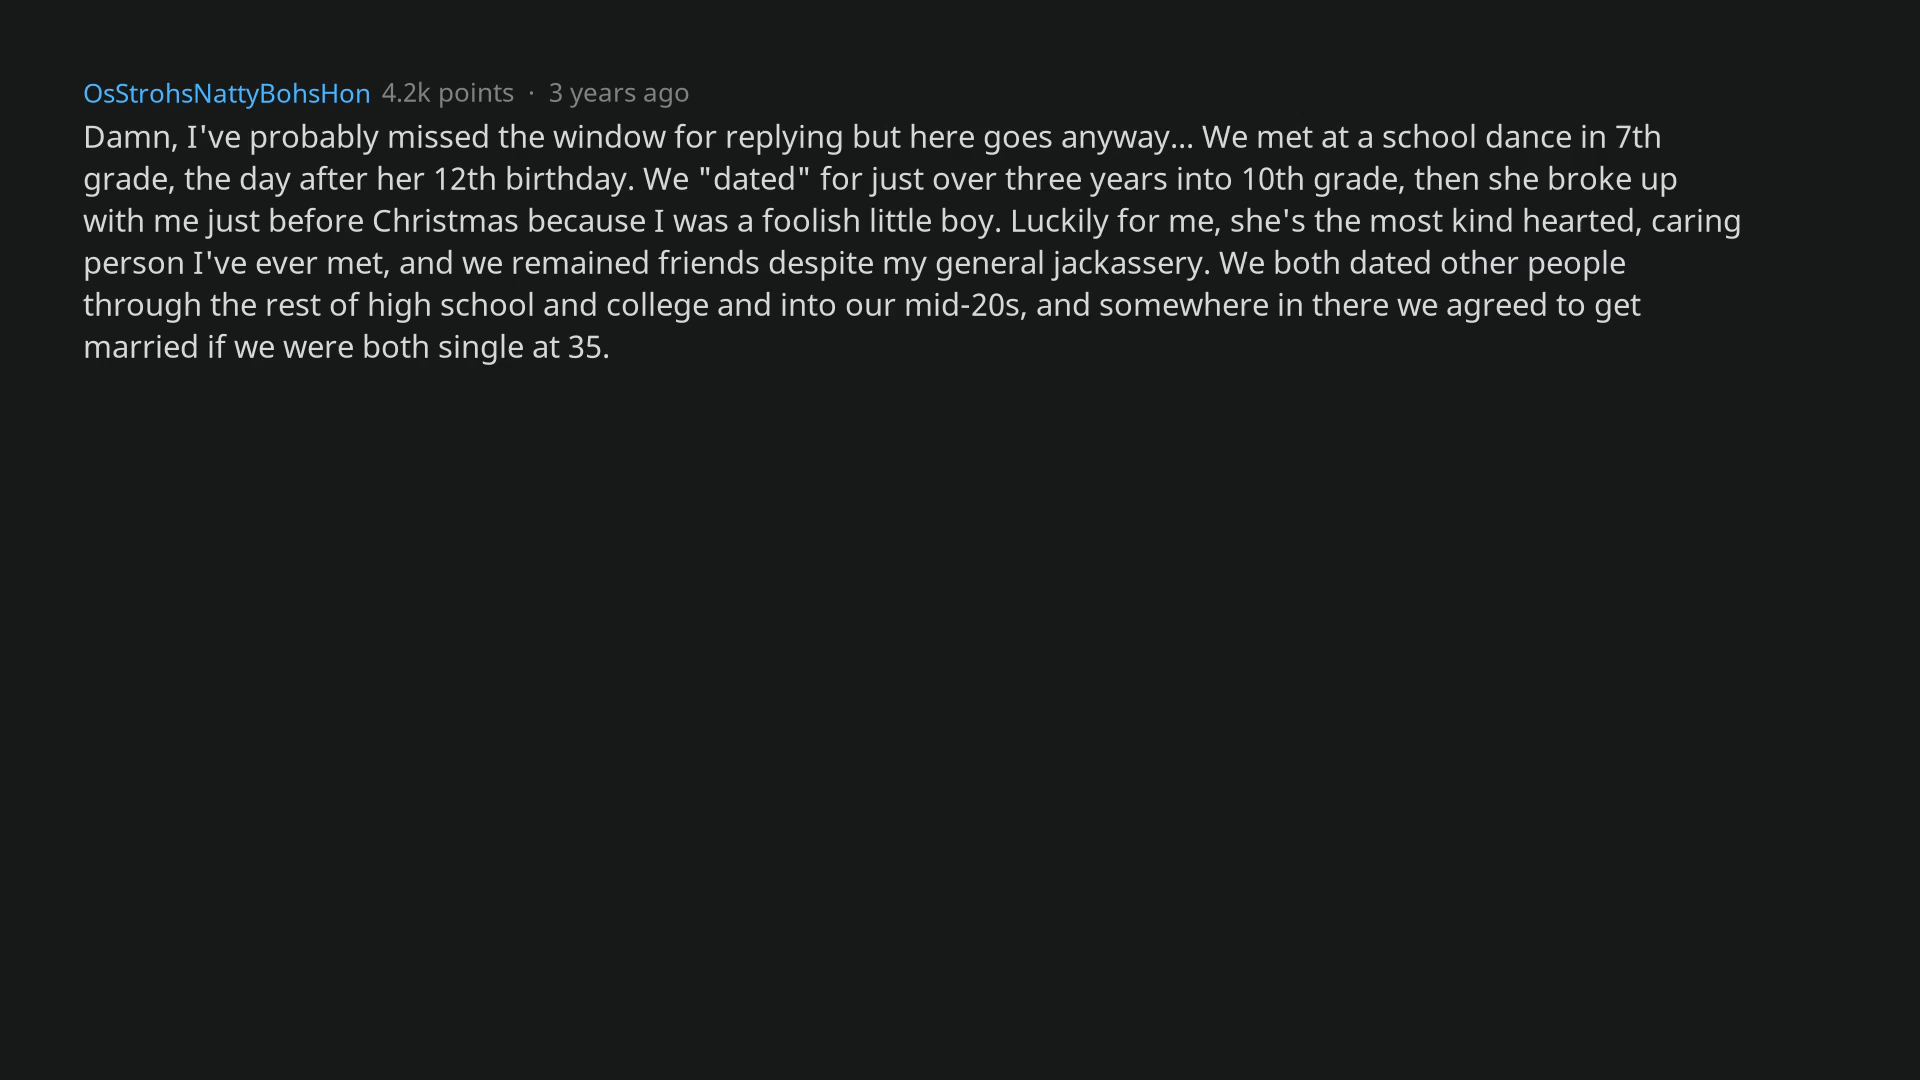 OsStrohsNattyBohsHon 4.2k points · 3 years ago
Damn, I've probably missed the window for replying but here goes anyway... We met at a school dance in 7th
grade, the day after her 12th birthday. We "dated" for just over three years into 10th grade, then she broke up
with me just before Christmas because I was a foolish little boy. Luckily for me, she's the most kind hearted, caring
person I've ever met, and we remained friends despite my general jackassery. We both dated other people
through the rest of high school and college and into our mid-20s, and somewhere in there we agreed to get
married if we were both single at 35.